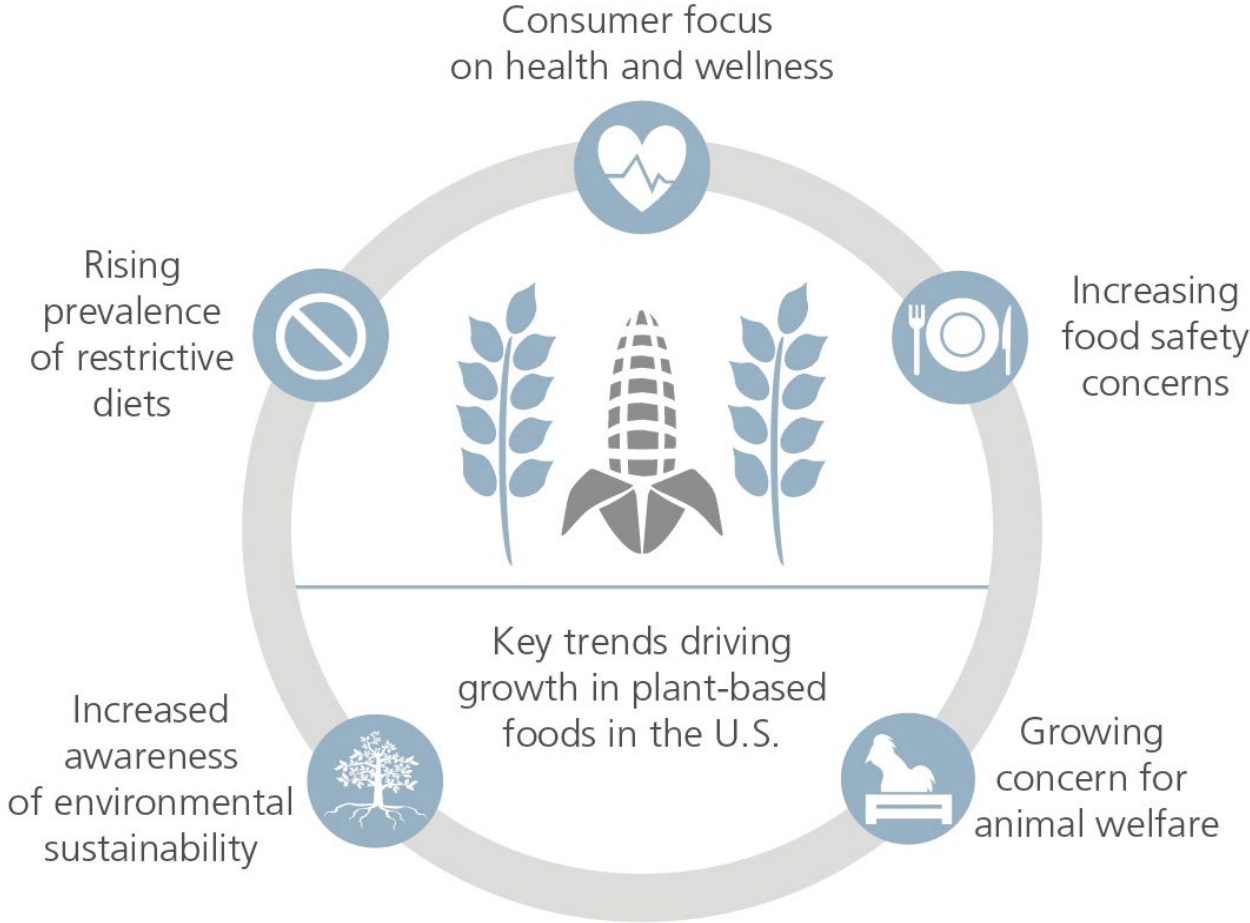 Consumer focus
on health and wellness
Rising
prevalence
of restrictive
diets
Increasing
food safety
concerns
Key trends driving
growth in plant-based
foods in the U.S.
Increased
awareness
of environmental
sustainability
Growing
concern for
animal welfare